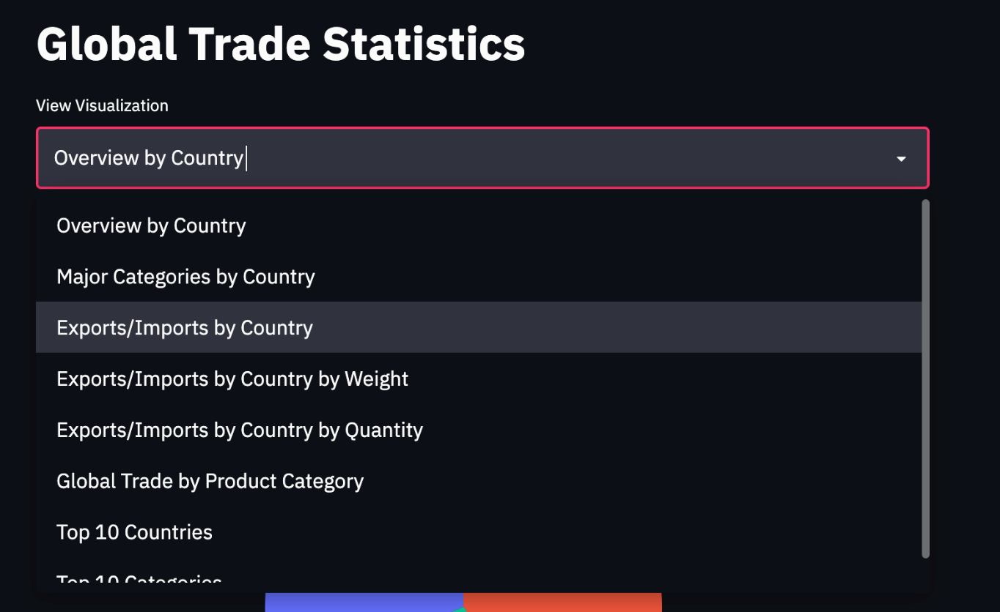 Global Trade Statistics
View Visualization
Overview by Country
Overview by Country
Major Categories by Country
Exports/Imports by Country
Exports/Imports by Country by Weight
Exports/Imports by Country by Quantity
Global Trade by Product Category
Top 10 Countries
Top 10 Categories